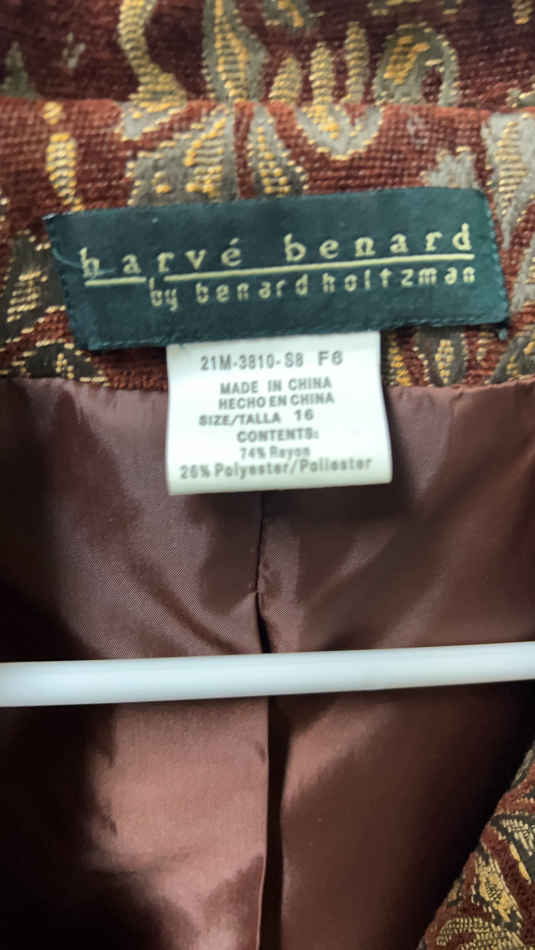 harvé benard
by benard holtzman
21M-3810-S8 F6
MADE IN CHINA
HECHO EN CHINA
SIZE/TALLA 16
CONTENTS:
74% Rayon
26% Polyester/Poliester